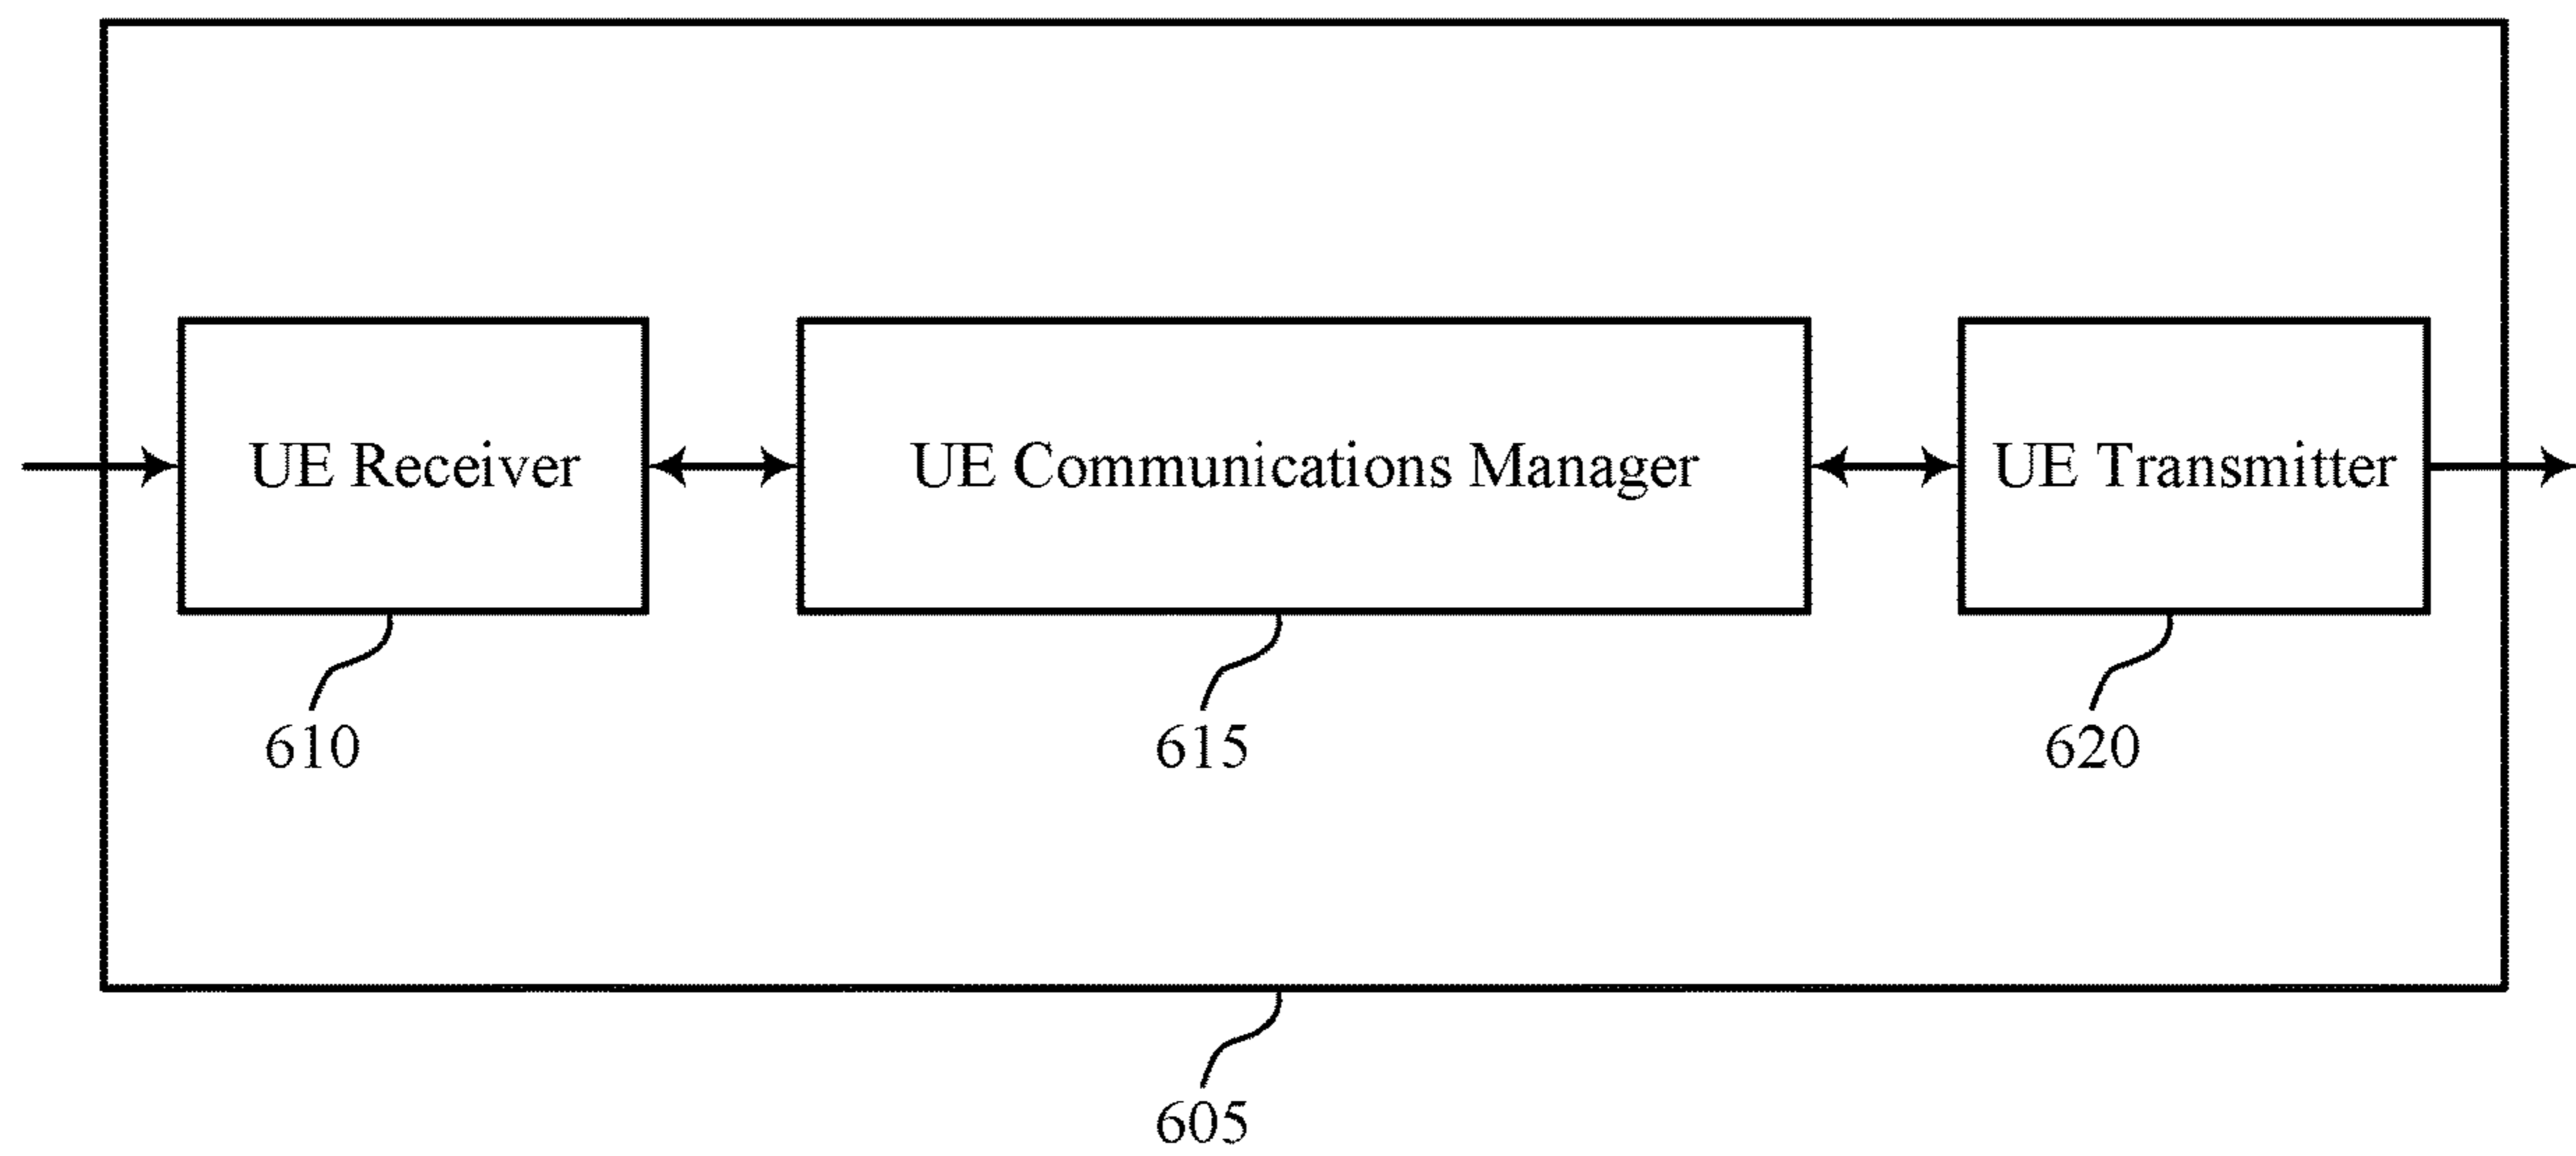 UE Receiver
UE Communications Manager
UE Transmitter
610
615
620
605